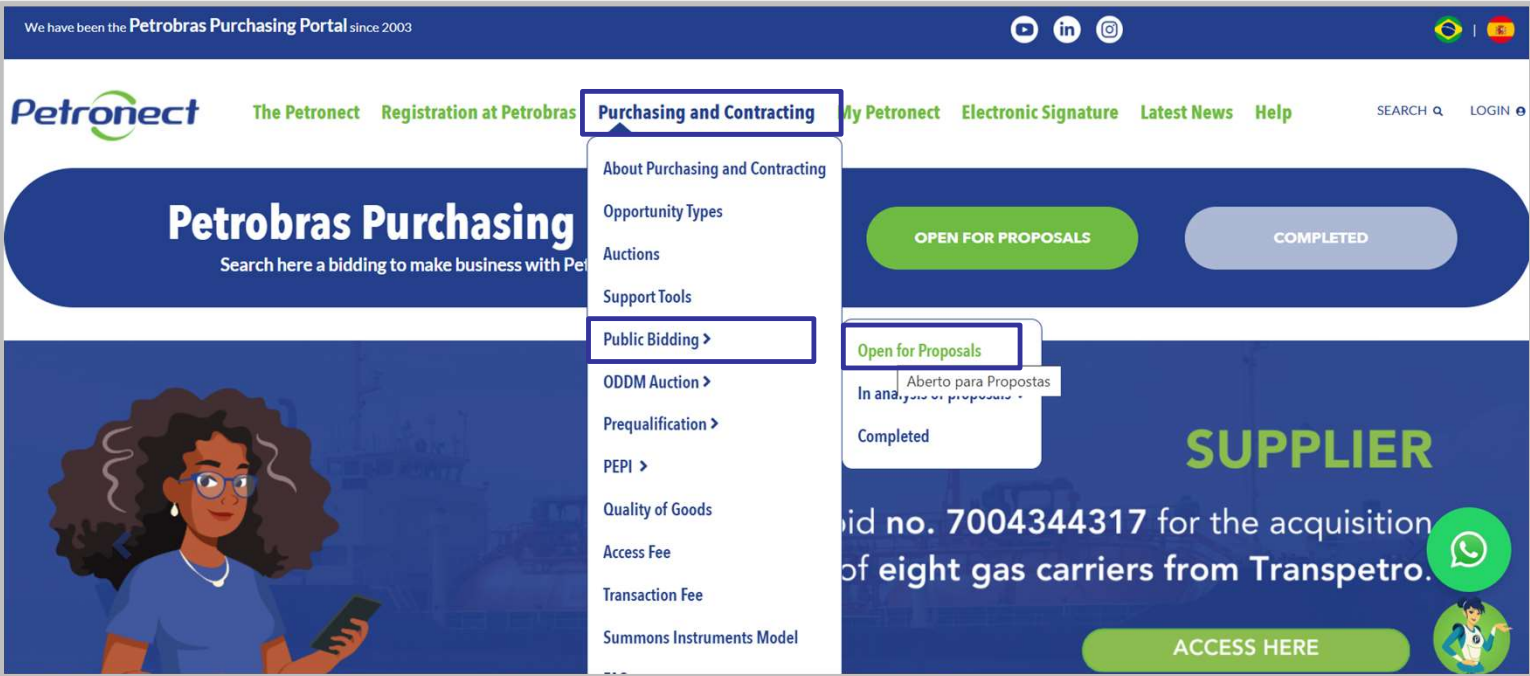 We have been the Petrobras Purchasing Portal since 2003
Petronect
The Petronect
Registration at Petrobras
Purchasing and Contracting
My Petronect
Electronic Signature
Latest News
Help
SEARCH
LOGIN
About Purchasing and Contracting
Opportunity Types
Auctions
Support Tools
Public Bidding >
ODDM Auction >
Prequalification >
PEPI >
Quality of Goods
Access Fee
Transaction Fee
Summons Instruments Model
Open for Proposals
Aberto para Propostas
In analysis of proposals
Completed
Petrobras Purchasing
Search here a bidding to make business with
OPEN FOR PROPOSALS
COMPLETED
SUPPLIER
no. 7004344317 for the acquisition
of eight gas carriers from Transpetro.
ACCESS HERE